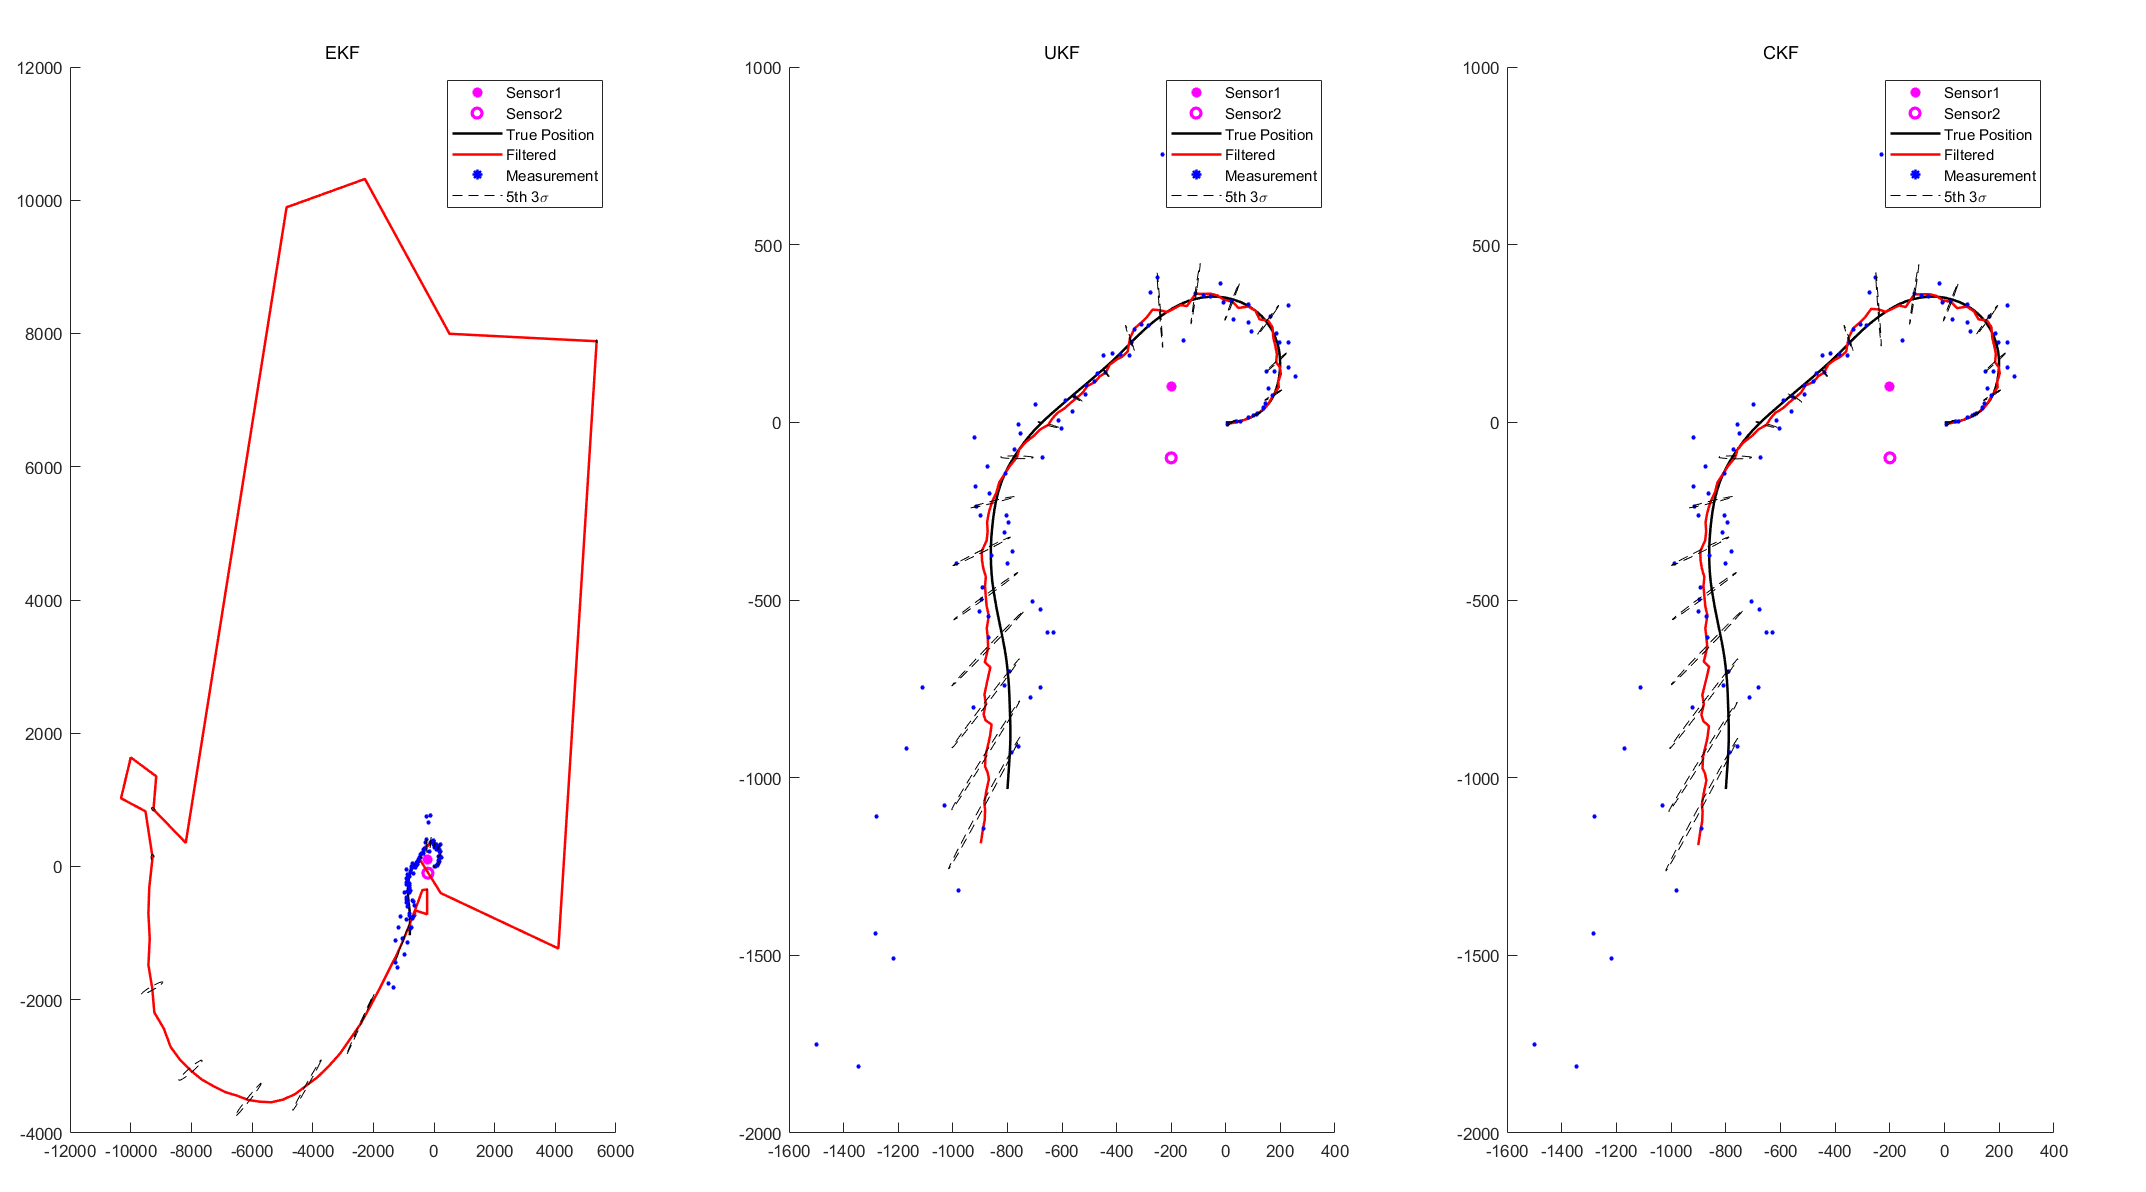 EKF
Sensor1
Sensor2
True Position
Filtered
Measurement
5th 3σ
12000
10000
8000
6000
4000
2000
0
-2000
-4000
-12000 -10000 -8000 -6000 -4000 -2000 0 2000 4000 6000
UKF
Sensor1
Sensor2
True Position
Filtered
Measurement
5th 3σ
1000
500
0
-500
-1000
-1500
-2000
-1600 -1400 -1200 -1000 -800 -600 -400 -200 0 200 400
CKF
Sensor1
Sensor2
True Position
Filtered
Measurement
5th 3σ
1000
500
0
-500
-1000
-1500
-2000
-1600 -1400 -1200 -1000 -800 -600 -400 -200 0 200 400